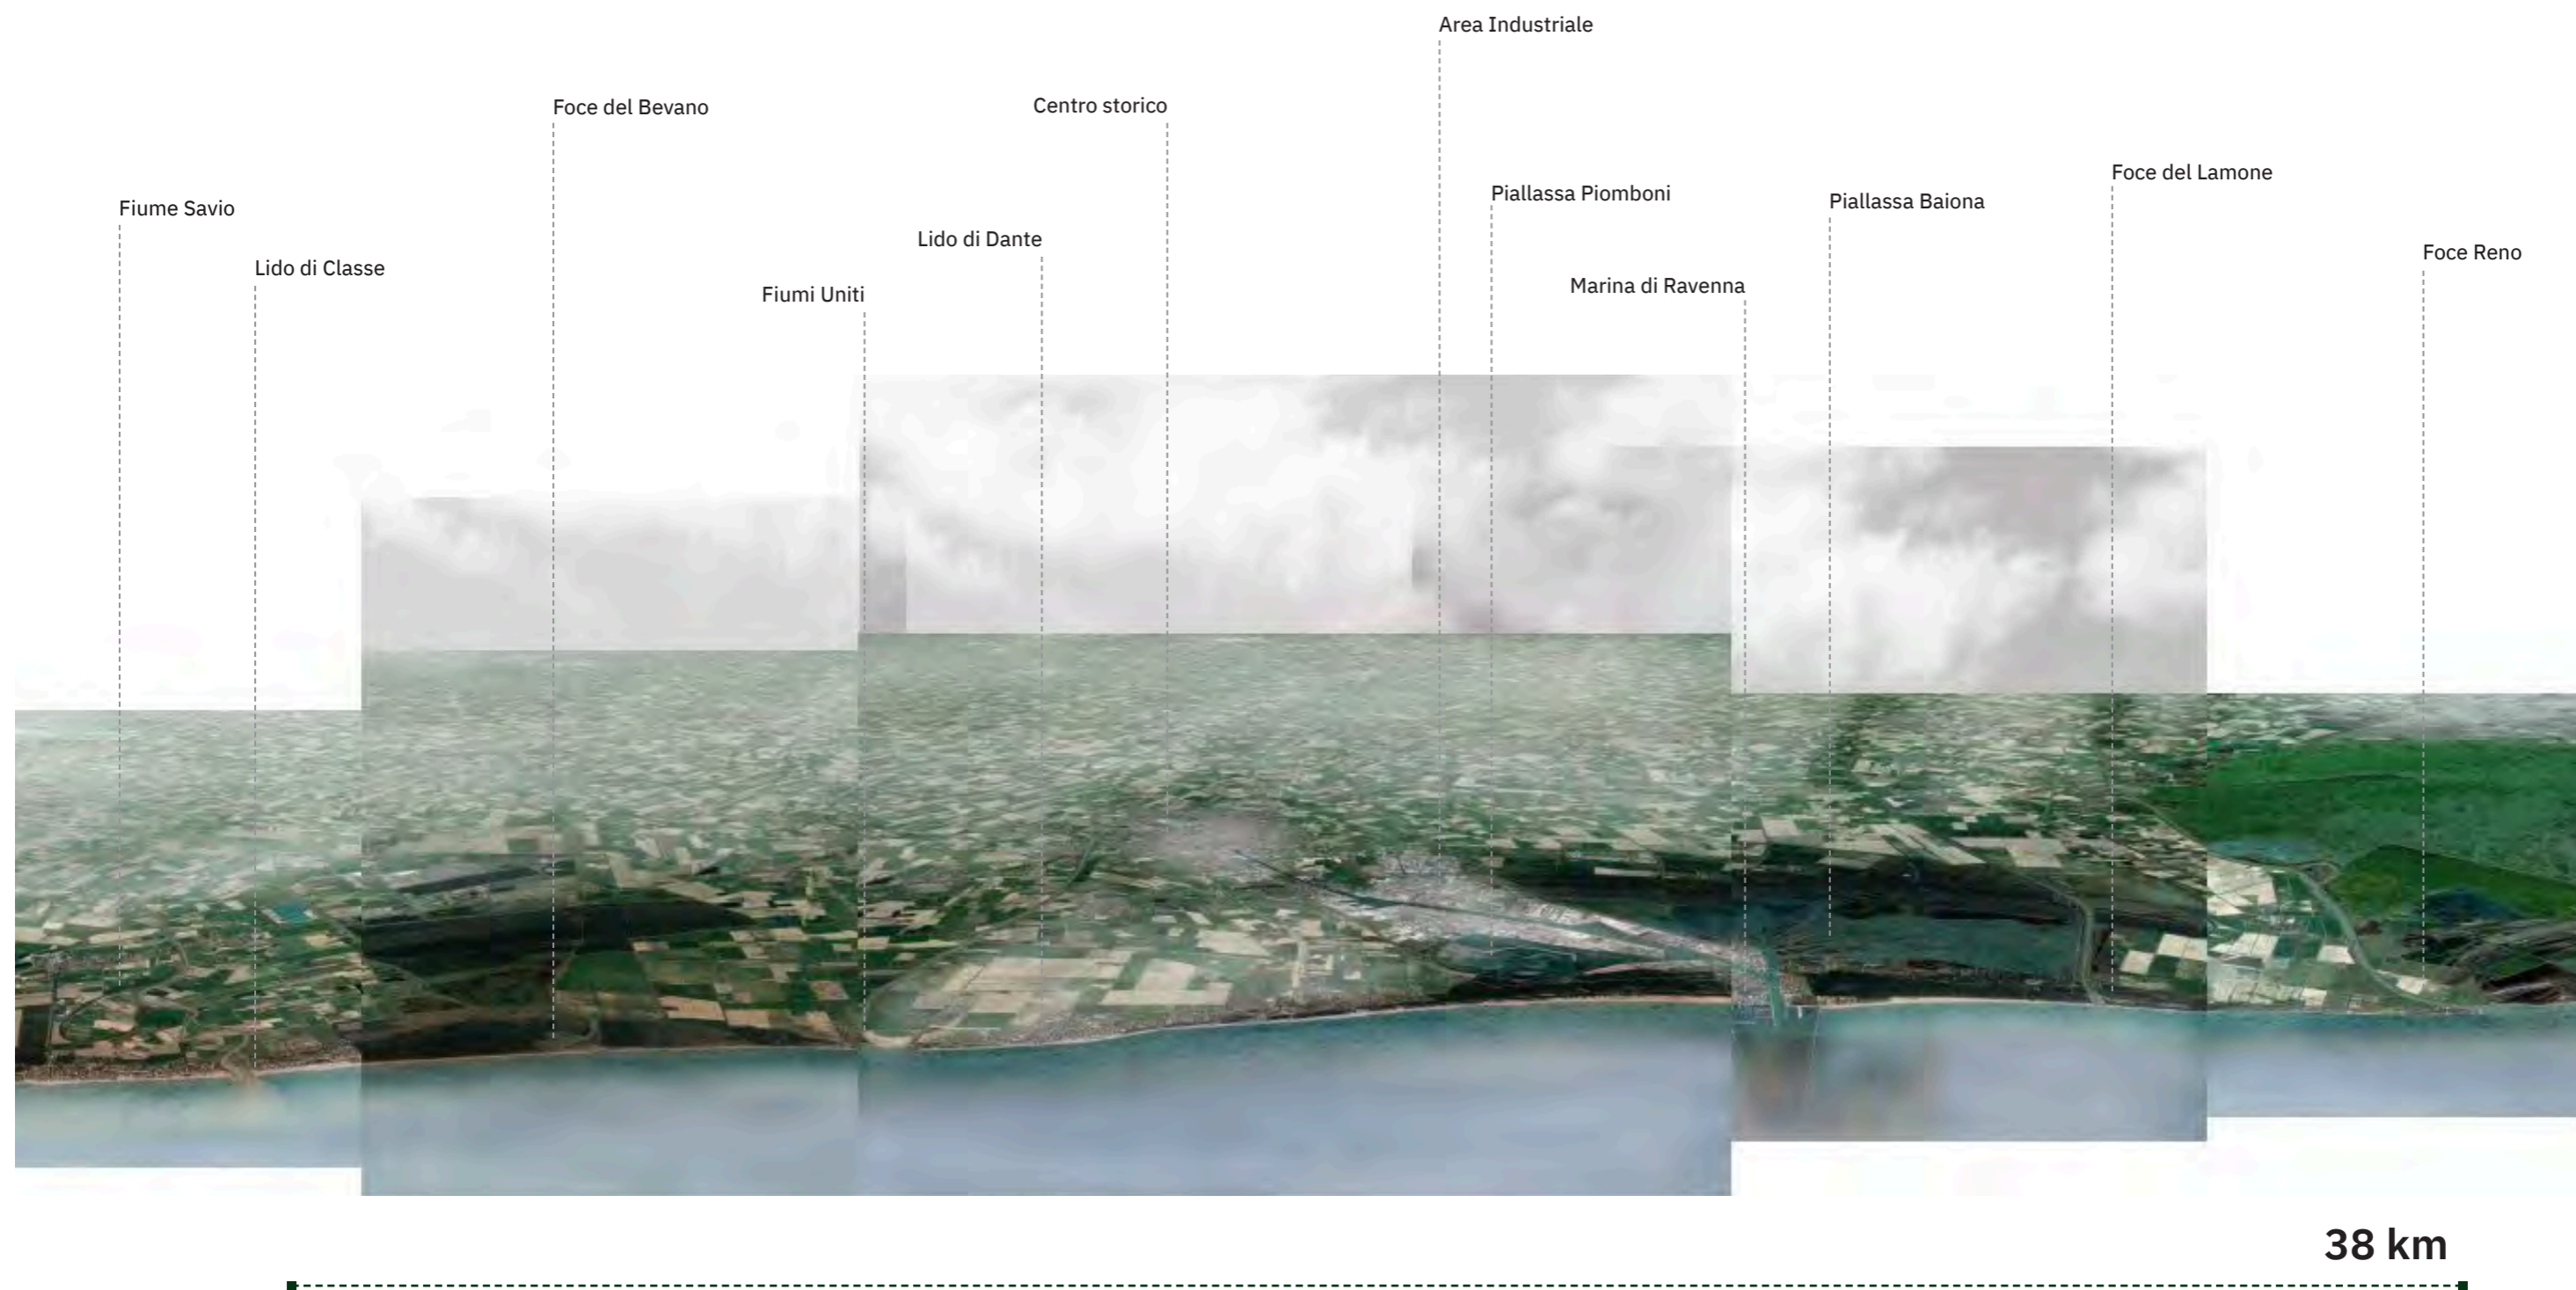 Area Industriale
Foce del Bevano
Centro storico
Foce del Lamone
Piallassa Piomboni
Piallassa Baiona
Fiume Savio
Lido di Dante
Foce Reno
Lido di Classe
Marina di Ravenna
Fiumi Uniti
38 km